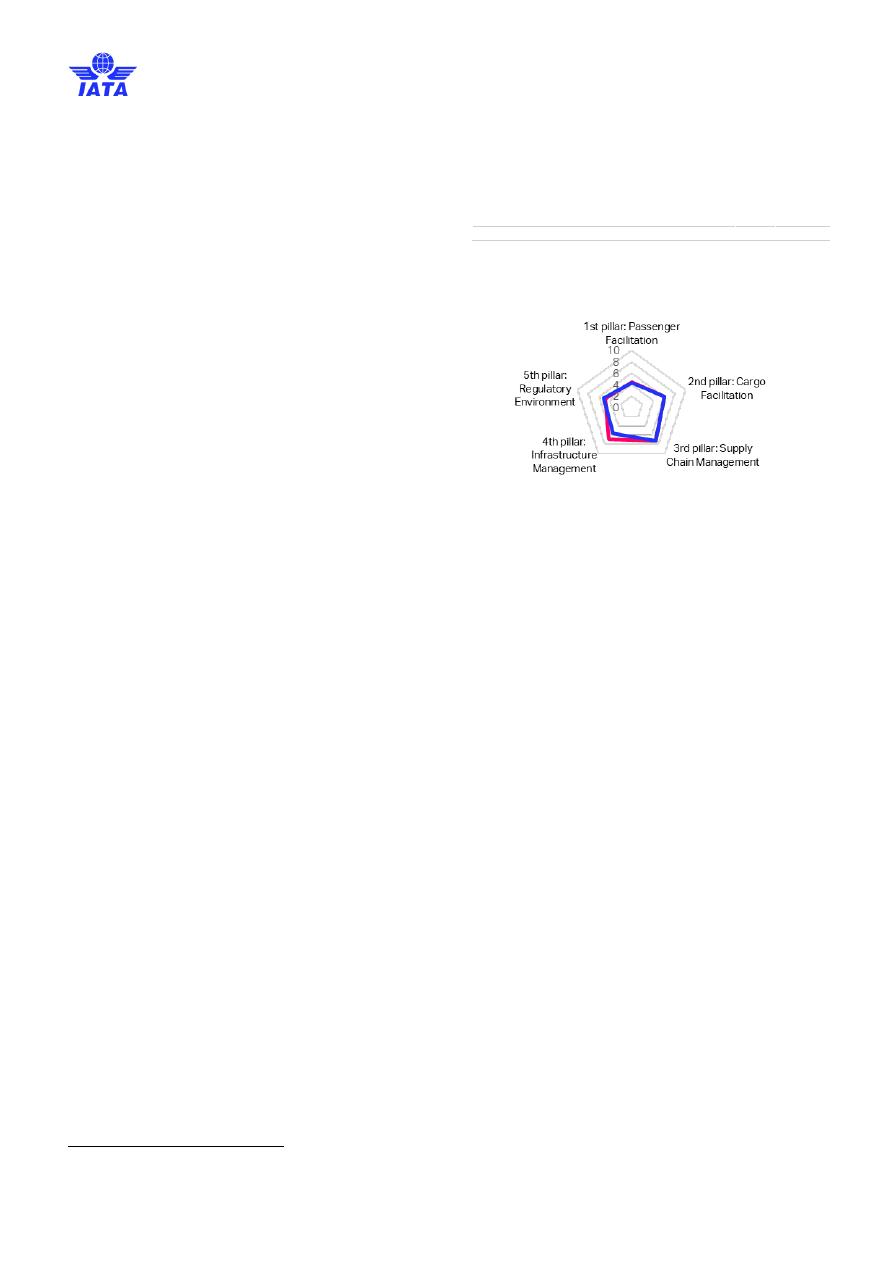 IATA
1st pillar: Passenger
Facilitation
10
8
6
4
2
0
5th pillar:
Regulatory
Environment
2nd pillar: Cargo
Facilitation
4th pillar:
Infrastructure
Management
3rd pillar: Supply
Chain Management